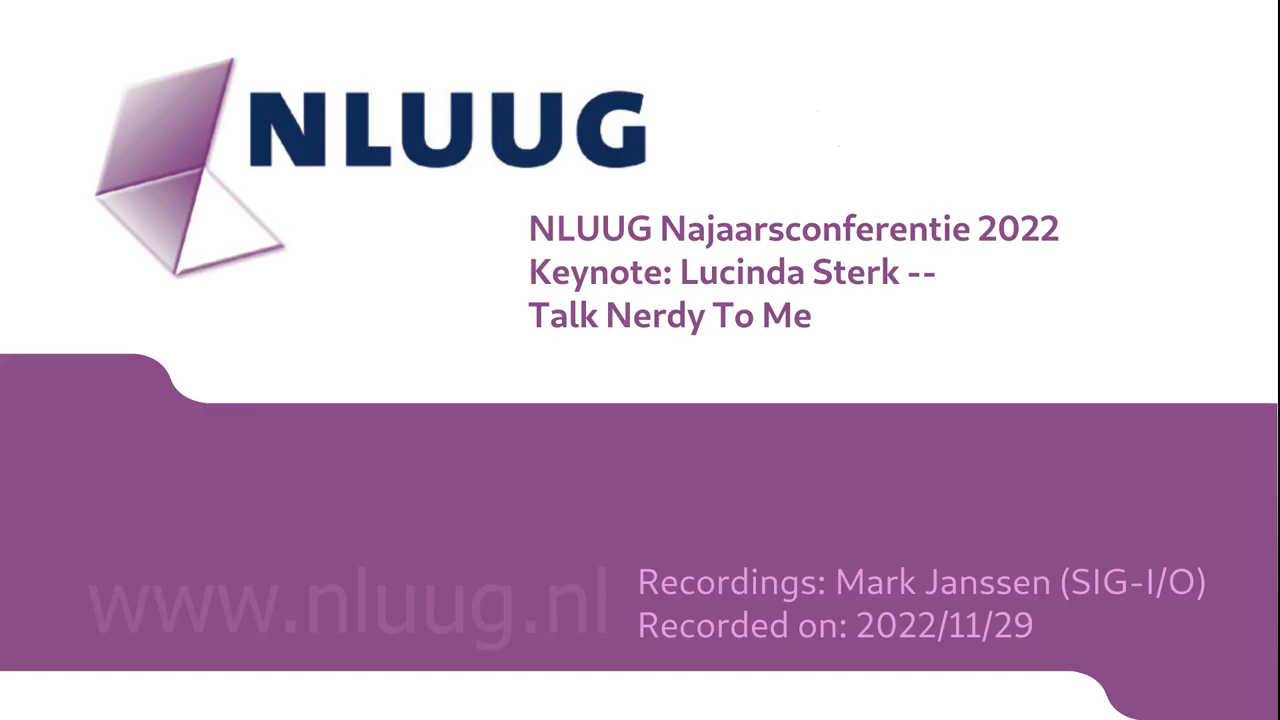 NLUUG
NLUUG Najaarsconferentie 2022
Keynote: Lucinda Sterk --
Talk Nerdy To Me
www.nluug.nl
Recordings: Mark Janssen (SIG-I/O)
Recorded on: 2022/11/29